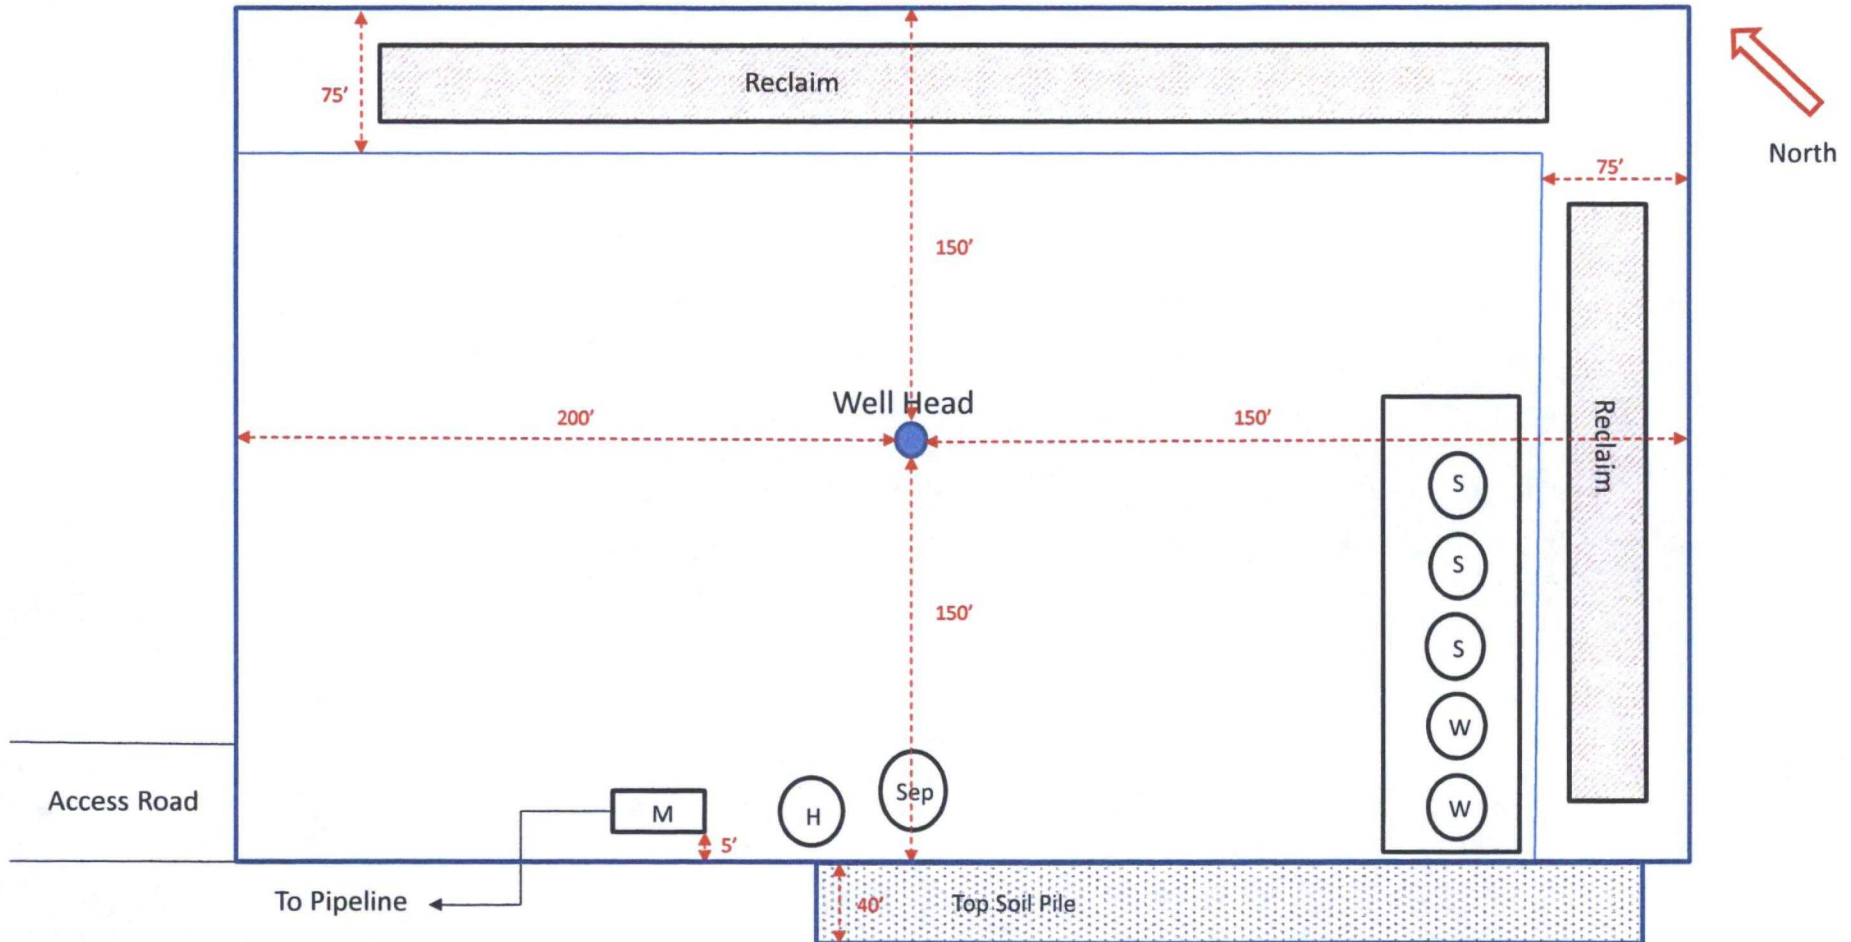 Reclaim
75'
North
75'
150'
Well Head
200'
150'
Reclaim
S
S
150'
S
W
Sep
Access Road
M
H
W
5'
To Pipeline
40'
Top Soil Pile